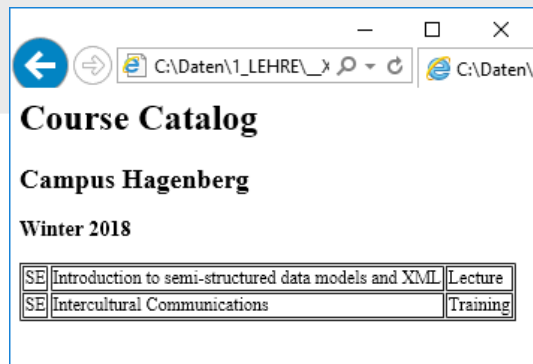 C:\Daten\1_LEHRE\__X
C:\Daten\
Course Catalog
Campus Hagenberg
Winter 2018
SE Introduction to semi-structured data models and XML Lecture
SE Intercultural Communications Training